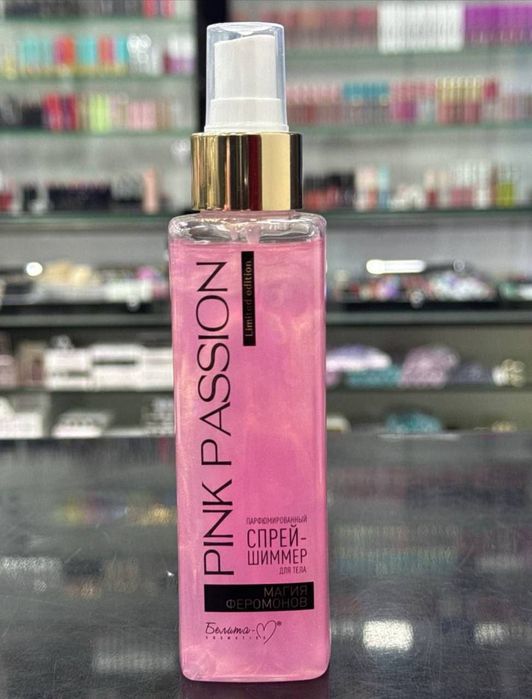 PINK PASSION
Limited edition
ПАРФЮМИРОВАННЫЙ
СПРЕЙ-
ШИММЕР
ДЛЯ ТЕЛА
МАГИЯ
ФЕРОМОНОВ
Белита-М®
COSMETICS